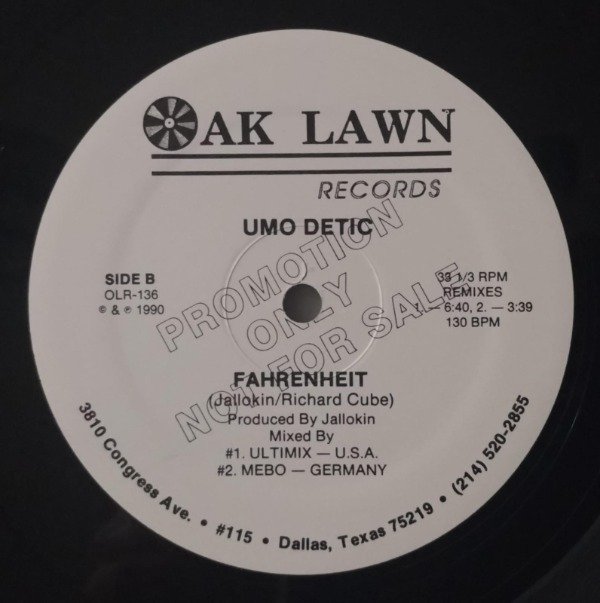 OAK LAWN
RECORDS
UMO DETIC
SIDE B
OLR-136
© & ℗ 1990
33 1/3 RPM
REMIXES
1. — 6:40, 2. — 3:39
130 BPM
PROMOTION
ONLY
NOT FOR SALE
FAHRENHEIT
(Jallokin/Richard Cube)
Produced By Jallokin
Mixed By
#1. ULTIMIX — U.S.A.
#2. MEBO — GERMANY
3810 Congress Ave. • #115 • Dallas, Texas 75219 • (214) 520-2855